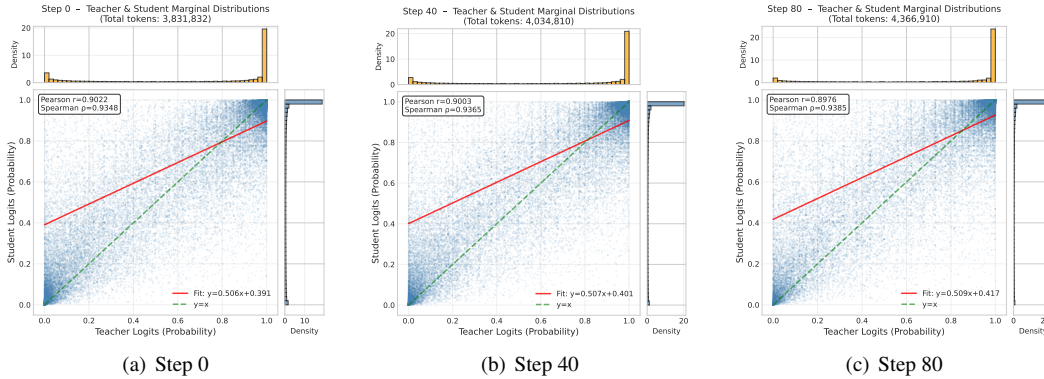 Step 0 – Teacher & Student Marginal Distributions
(Total tokens: 3,831,832)
20
10
0
Density
Pearson r=0.9022
Spearman ρ=0.9348
1.0
0.8
0.6
0.4
0.2
0.0
Student Logits (Probability)
Fit: y=0.506x+0.391
y=x
0.0 0.2 0.4 0.6 0.8 1.0
Teacher Logits (Probability)
0 10
Density
(a) Step 0
Step 40 – Teacher & Student Marginal Distributions
(Total tokens: 4,034,810)
20
10
0
Density
Pearson r=0.9003
Spearman ρ=0.9365
1.0
0.8
0.6
0.4
0.2
0.0
Student Logits (Probability)
Fit: y=0.507x+0.401
y=x
0.0 0.2 0.4 0.6 0.8 1.0
Teacher Logits (Probability)
0 20
Density
(b) Step 40
Step 80 – Teacher & Student Marginal Distributions
(Total tokens: 4,366,910)
20
10
0
Density
Pearson r=0.8976
Spearman ρ=0.9385
1.0
0.8
0.6
0.4
0.2
0.0
Student Logits (Probability)
Fit: y=0.509x+0.417
y=x
0.0 0.2 0.4 0.6 0.8 1.0
Teacher Logits (Probability)
0 10 20
Density
(c) Step 80